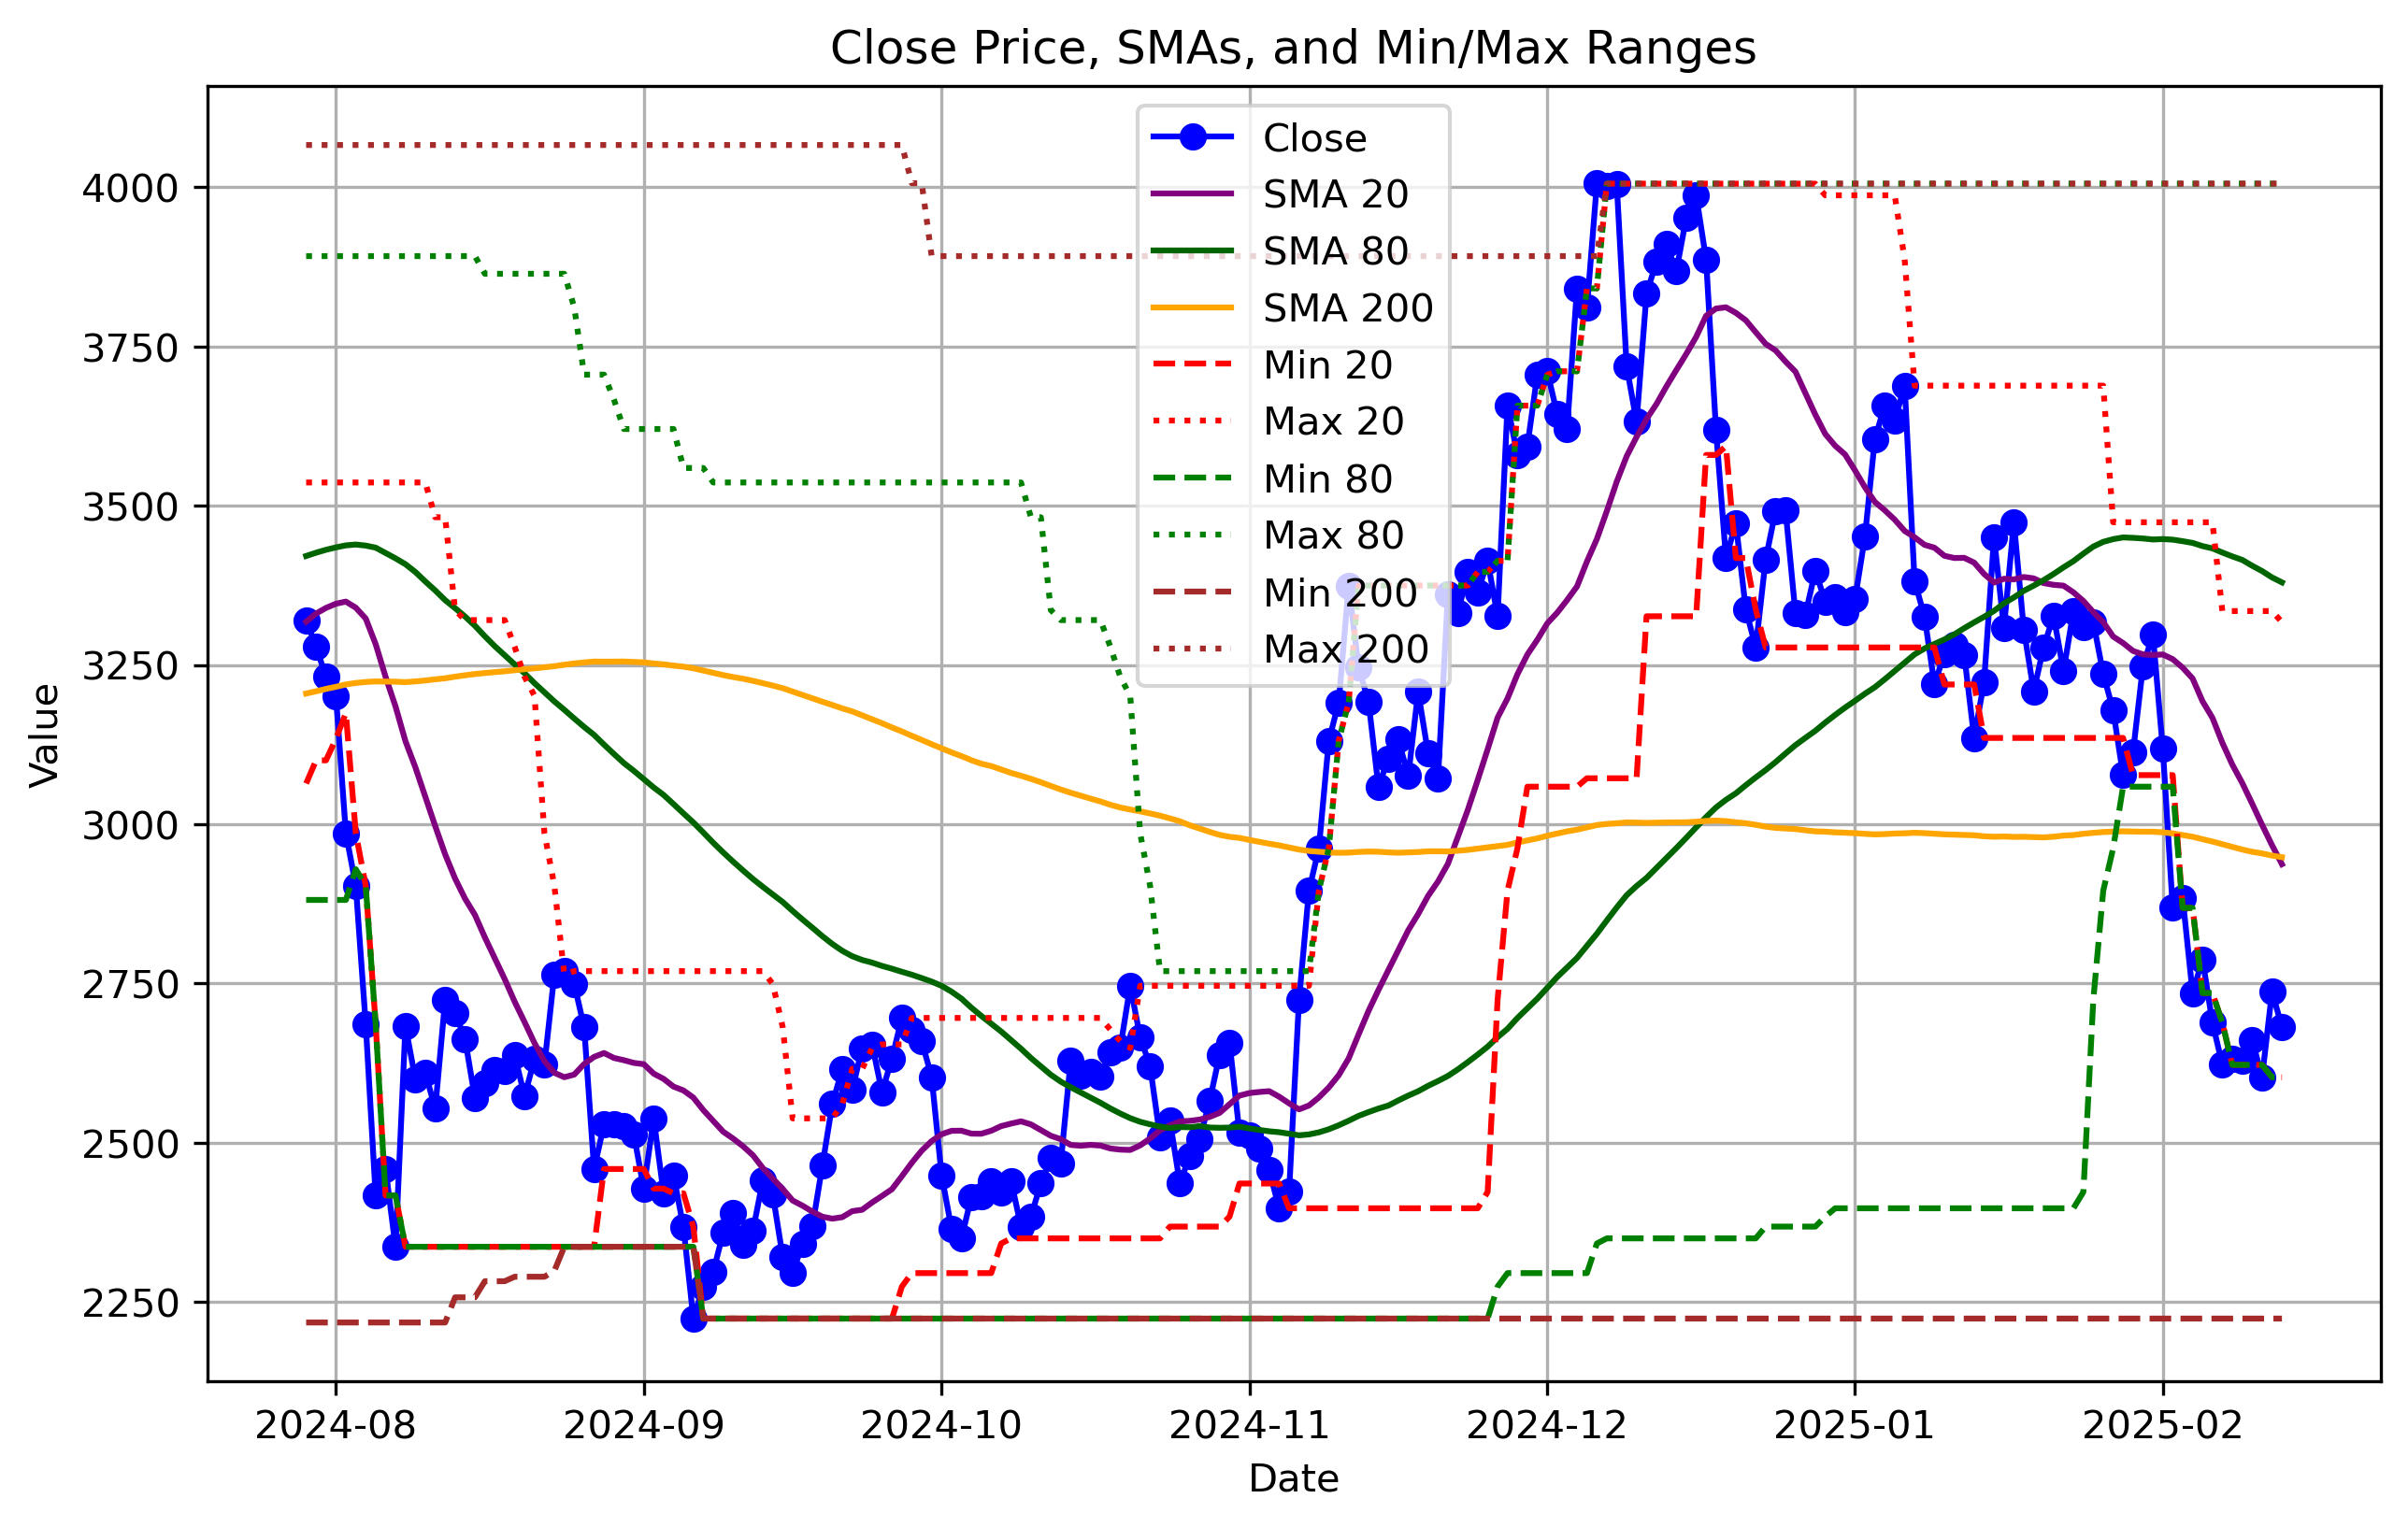 Close Price, SMAs, and Min/Max Ranges
Close
SMA 20
SMA 80
SMA 200
Min 20
Max 20
Min 80
Max 80
Min 200
Max 200
4000
3750
3500
3250
3000
2750
2500
2250
Value
2024-08
2024-09
2024-10
2024-11
2024-12
2025-01
2025-02
Date